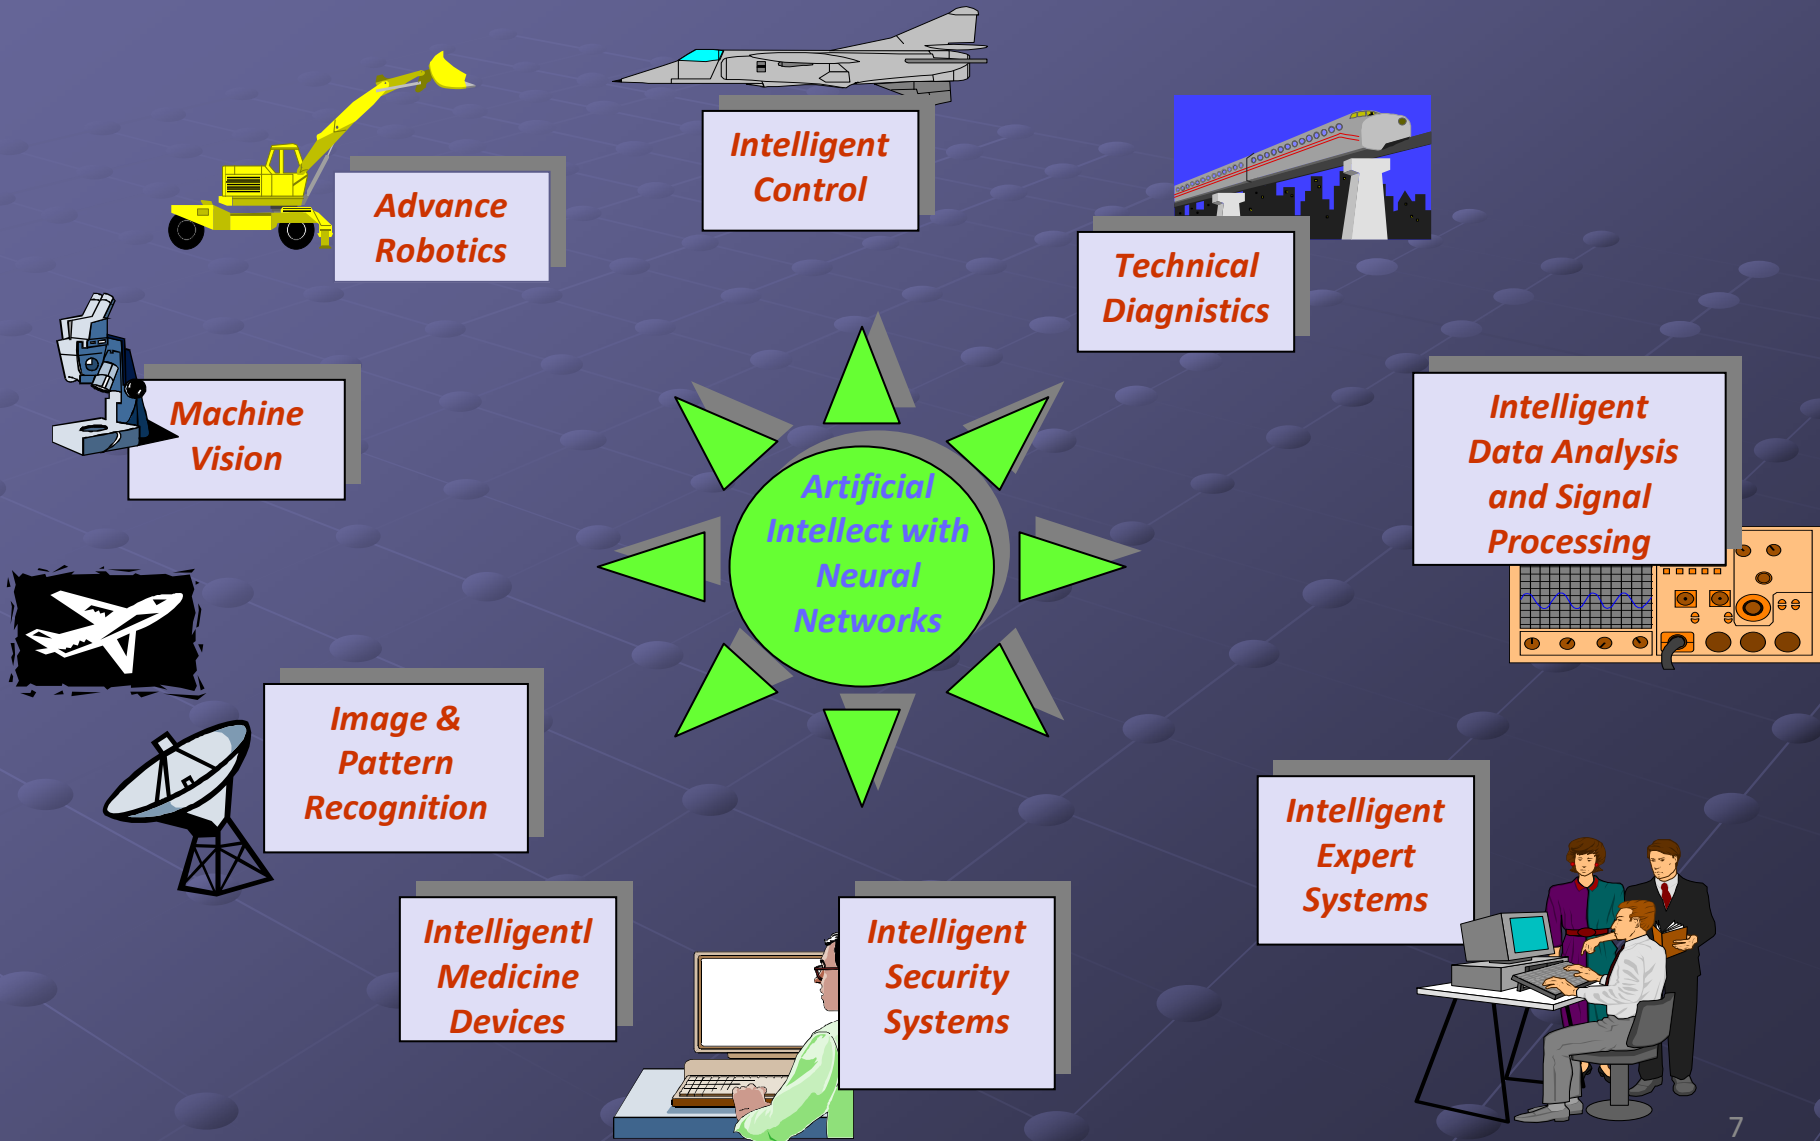 Intelligent
Control
Advance
Robotics
Technical
Diagnistics
Machine
Vision
Intelligent
Data Analysis
and Signal
Processing
Artificial
Intellect with
Neural
Networks
Image &
Pattern
Recognition
Intelligent
Expert
Systems
Intelligentl
Medicine
Devices
Intelligent
Security
Systems
7